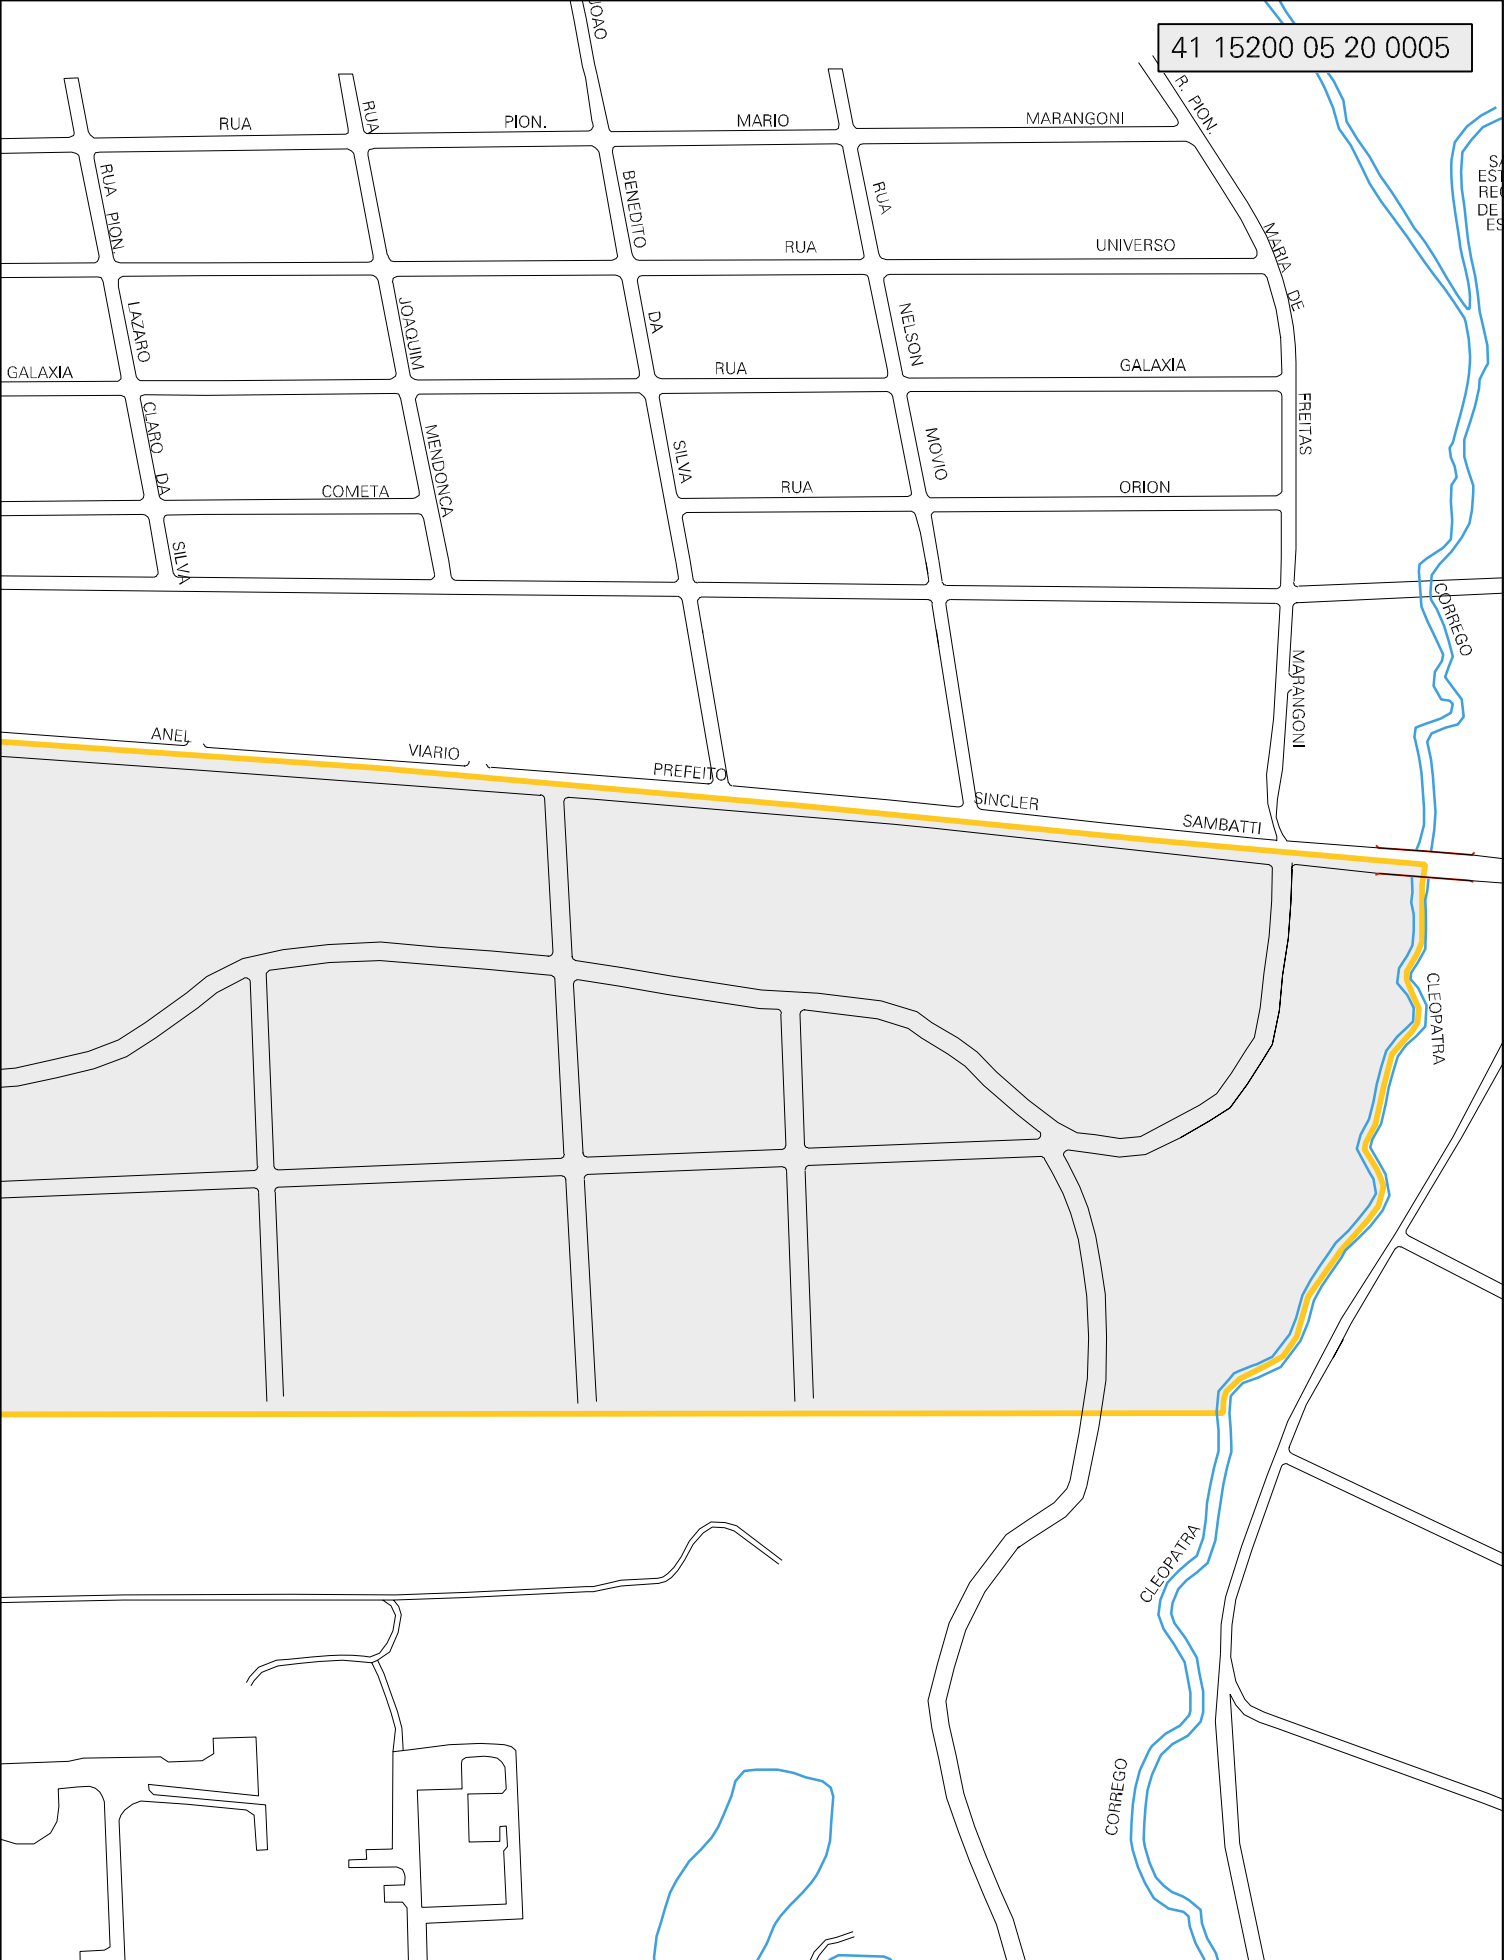 41 15200 05 20 0005
JOAO
RUA
RUA
PION.
MARIO
MARANGONI
R. PION.
RUA PION.
BENEDITO
RUA
RUA
UNIVERSO
MARIA DE
LAZARO
JOAQUIM
DA
NELSON
GALAXIA
RUA
GALAXIA
FREITAS
CLARO DA
MENDONCA
SILVA
MOVIO
COMETA
RUA
ORION
SILVA
CORREGO
MARANGONI
ANEL
VIARIO
PREFEITO
SINCLER
SAMBATTI
CLEOPATRA
CLEOPATRA
CORREGO
DE